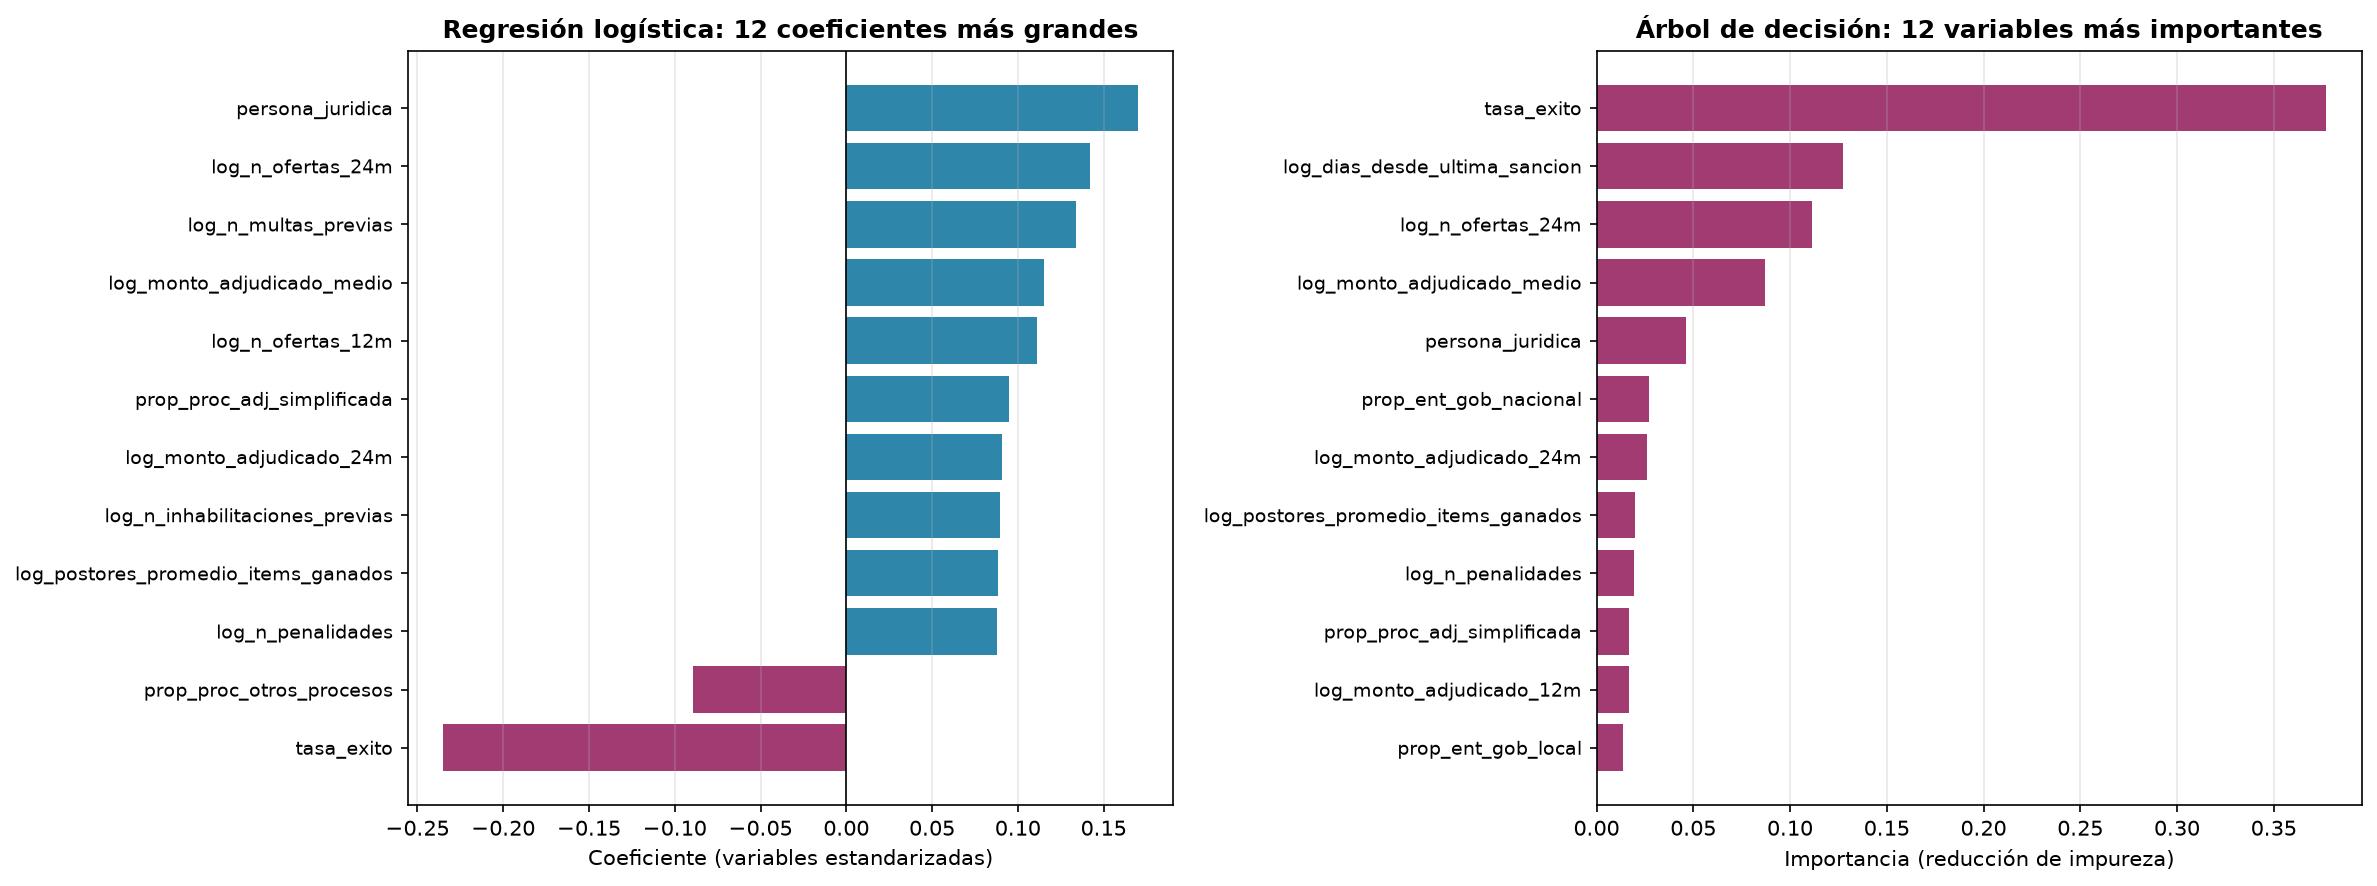 Regresión logística: 12 coeficientes más grandes
persona_juridica
log_n_ofertas_24m
log_n_multas_previas
log_monto_adjudicado_medio
log_n_ofertas_12m
prop_proc_adj_simplificada
log_monto_adjudicado_24m
log_n_inhabilitaciones_previas
log_postores_promedio_items_ganados
log_n_penalidades
prop_proc_otros_procesos
tasa_exito
−0.25 −0.20 −0.15 −0.10 −0.05 0.00 0.05 0.10 0.15
Coeficiente (variables estandarizadas)
Árbol de decisión: 12 variables más importantes
tasa_exito
log_dias_desde_ultima_sancion
log_n_ofertas_24m
log_monto_adjudicado_medio
persona_juridica
prop_ent_gob_nacional
log_monto_adjudicado_24m
log_postores_promedio_items_ganados
log_n_penalidades
prop_proc_adj_simplificada
log_monto_adjudicado_12m
prop_ent_gob_local
0.00 0.05 0.10 0.15 0.20 0.25 0.30 0.35
Importancia (reducción de impureza)